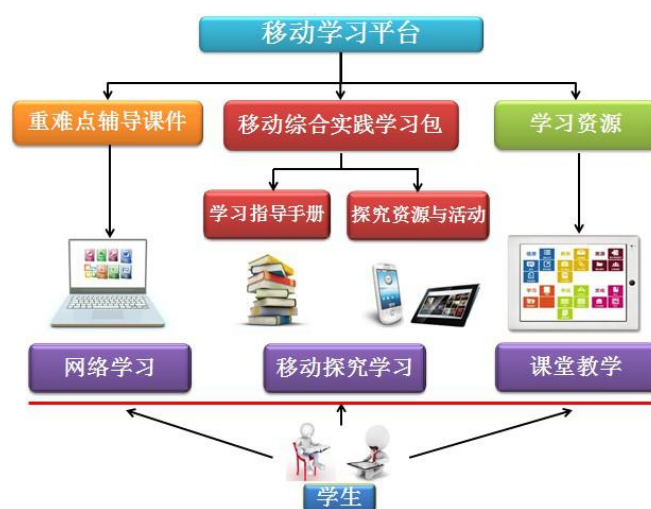 移动学习平台
重难点辅导课件
移动综合实践学习包
学习资源
学习指导手册
探究资源与活动
网络学习
移动探究学习
课堂教学
学生